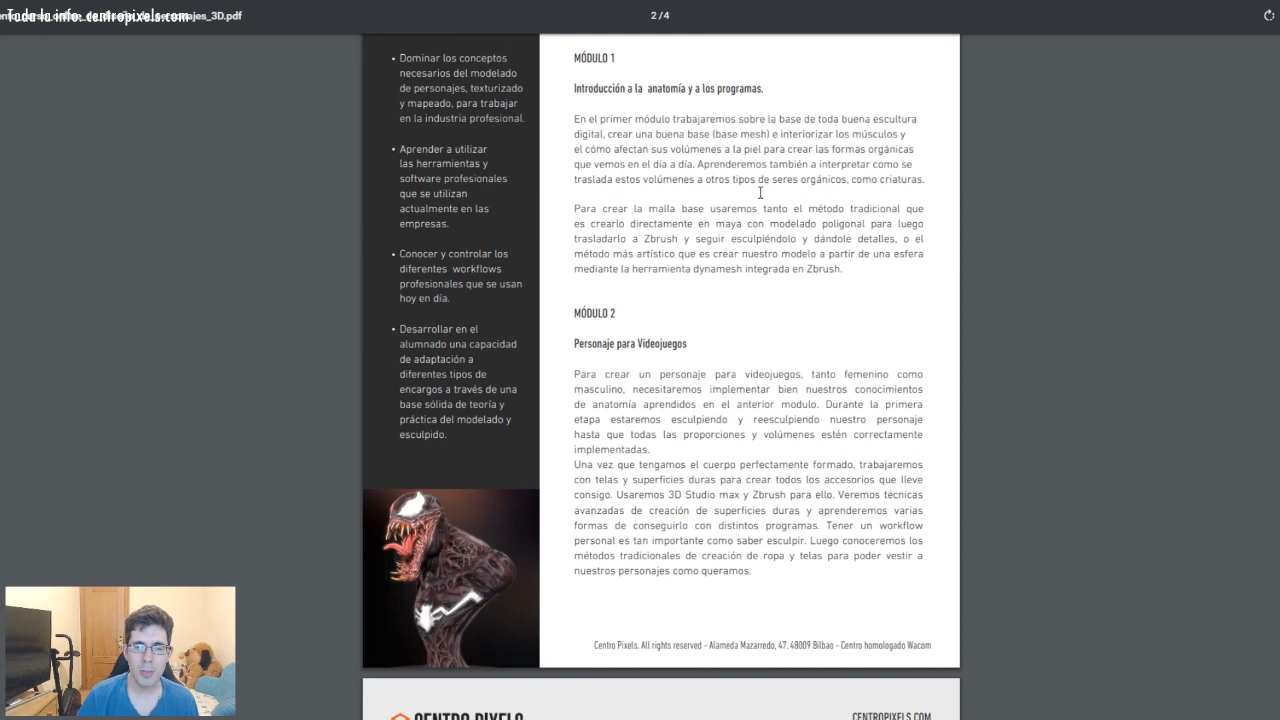 Toda la info: centropixels.com
personajes_3D.pdf
2 / 4
• Dominar los conceptos
necesarios del modelado
de personajes, texturizado
y mapeado, para trabajar
en la industria profesional.
• Aprender a utilizar
las herramientas y
software profesionales
que se utilizan
actualmente en las
empresas.
• Conocer y controlar los
diferentes workflows
profesionales que se usan
hoy en día.
• Desarrollar en el
alumnado una capacidad
de adaptación a
diferentes tipos de
encargos a través de una
base sólida de teoría y
práctica del modelado y
esculpido.
MÓDULO 1
Introducción a la anatomía y a los programas.
En el primer módulo trabajaremos sobre la base de toda buena escultura
digital, crear una buena base (base mesh) e interiorizar los músculos y
el cómo afectan sus volúmenes a la piel para crear las formas orgánicas
que vemos en el día a día. Aprenderemos también a interpretar como se
traslada estos volúmenes a otros tipos de seres orgánicos, como criaturas.
Para crear la malla base usaremos tanto el método tradicional que
es crearlo directamente en maya con modelado poligonal para luego
trasladarlo a Zbrush y seguir esculpiéndolo y dándole detalles, o el
método más artístico que es crear nuestro modelo a partir de una esfera
mediante la herramienta dynamesh integrada en Zbrush.
MÓDULO 2
Personaje para Videojuegos
Para crear un personaje para videojuegos, tanto femenino como
masculino, necesitaremos implementar bien nuestros conocimientos
de anatomía aprendidos en el anterior modulo. Durante la primera
etapa estaremos esculpiendo y reesculpiendo nuestro personaje
hasta que todas las proporciones y volúmenes estén correctamente
implementadas.
Una vez que tengamos el cuerpo perfectamente formado, trabajaremos
con telas y superficies duras para crear todos los accesorios que lleve
consigo. Usaremos 3D Studio max y Zbrush para ello. Veremos técnicas
avanzadas de creación de superficies duras y aprenderemos varias
formas de conseguirlo con distintos programas. Tener un workflow
personal es tan importante como saber esculpir. Luego conoceremos los
métodos tradicionales de creación de ropa y telas para poder vestir a
nuestros personajes como queramos.
Centro Pixels. All rights reserved - Alameda Mazarredo, 47. 48009 Bilbao - Centro homologado Wacom
CENTRO PIXELS
CENTROPIXELS.COM